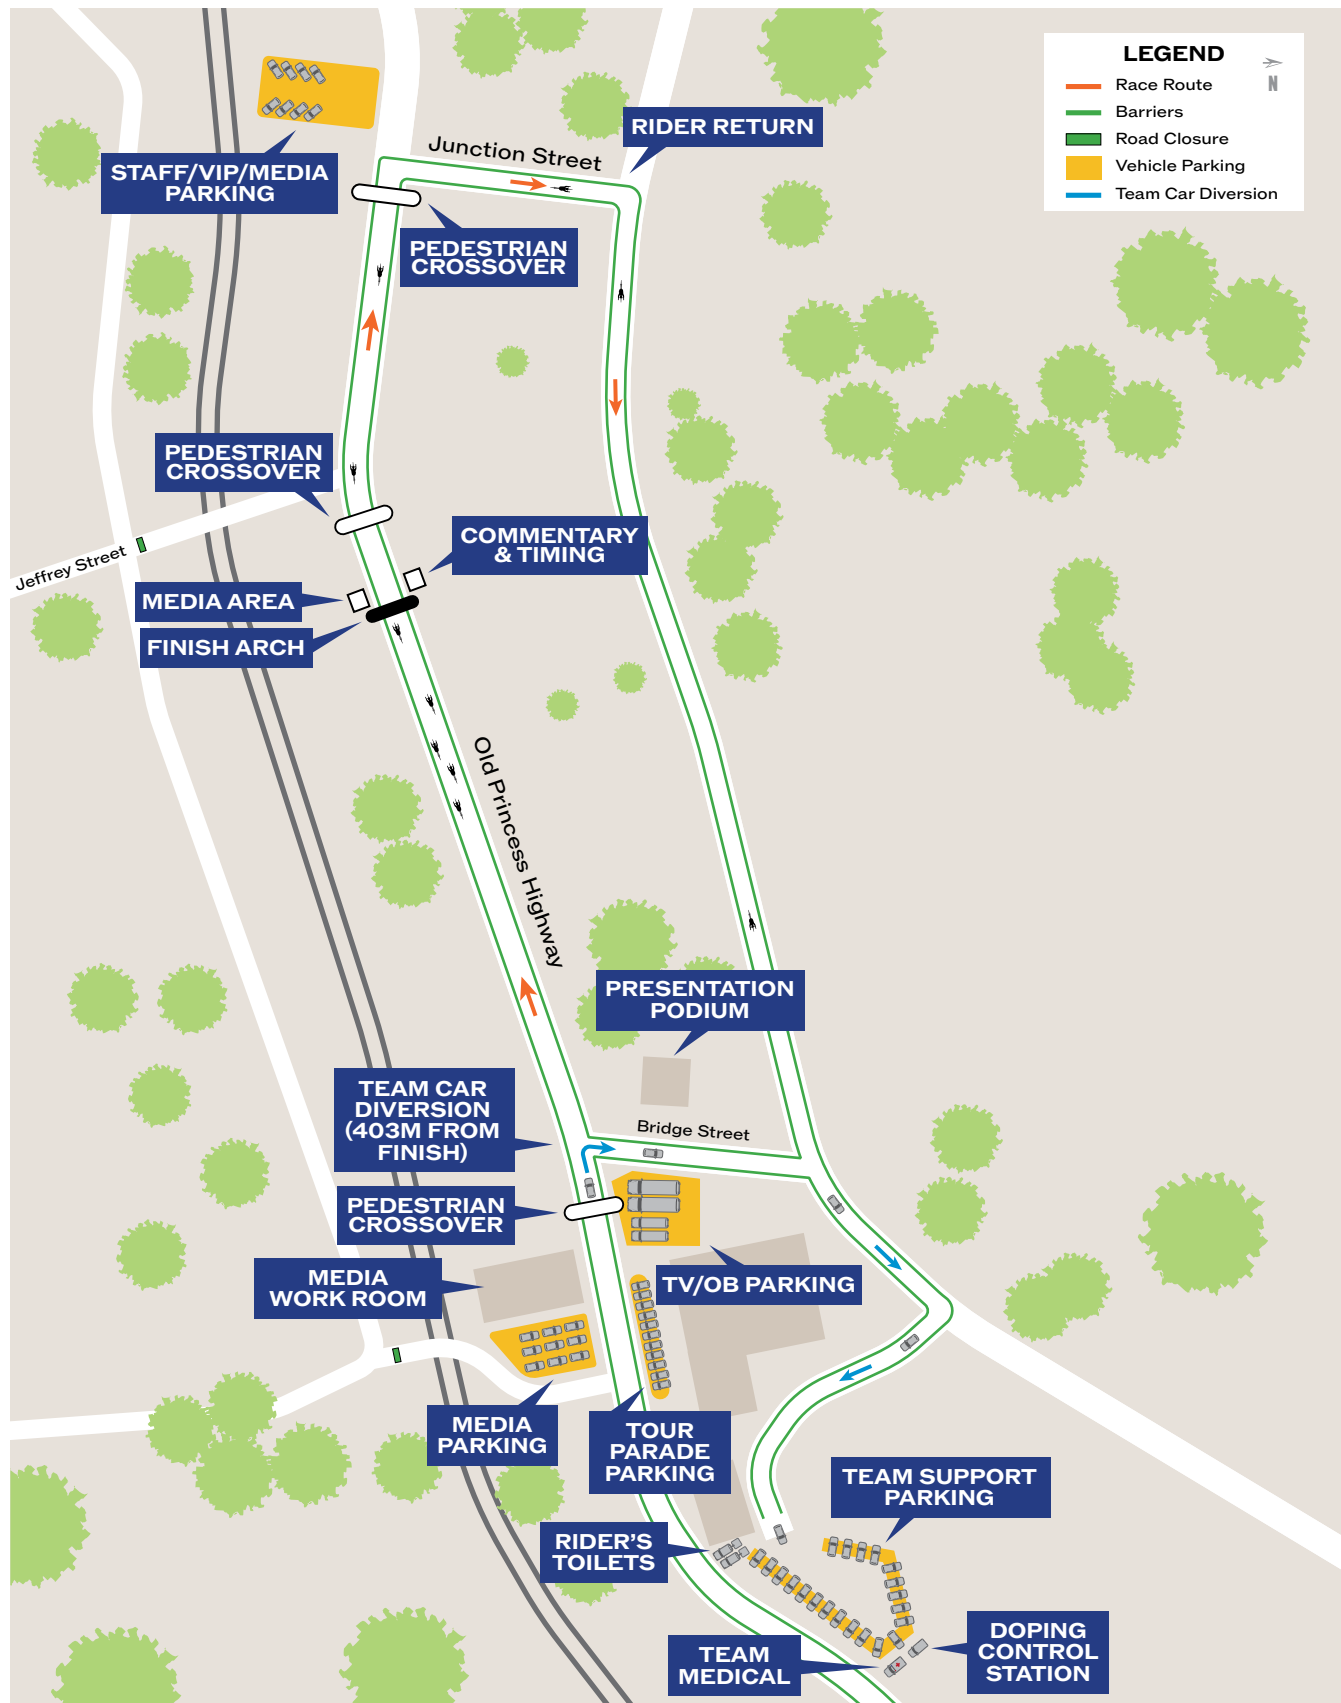 LEGEND
N
Race Route
Barriers
Road Closure
Vehicle Parking
Team Car Diversion
RIDER RETURN
Junction Street
STAFF/VIP/MEDIA
PARKING
PEDESTRIAN
CROSSOVER
PEDESTRIAN
CROSSOVER
COMMENTARY
& TIMING
Jeffrey Street
MEDIA AREA
FINISH ARCH
Old Princess Highway
PRESENTATION
PODIUM
TEAM CAR
DIVERSION
(403M FROM
FINISH)
Bridge Street
PEDESTRIAN
CROSSOVER
MEDIA
WORK ROOM
TV/OB PARKING
MEDIA
PARKING
TOUR
PARADE
PARKING
TEAM SUPPORT
PARKING
RIDER'S
TOILETS
TEAM
MEDICAL
DOPING
CONTROL
STATION